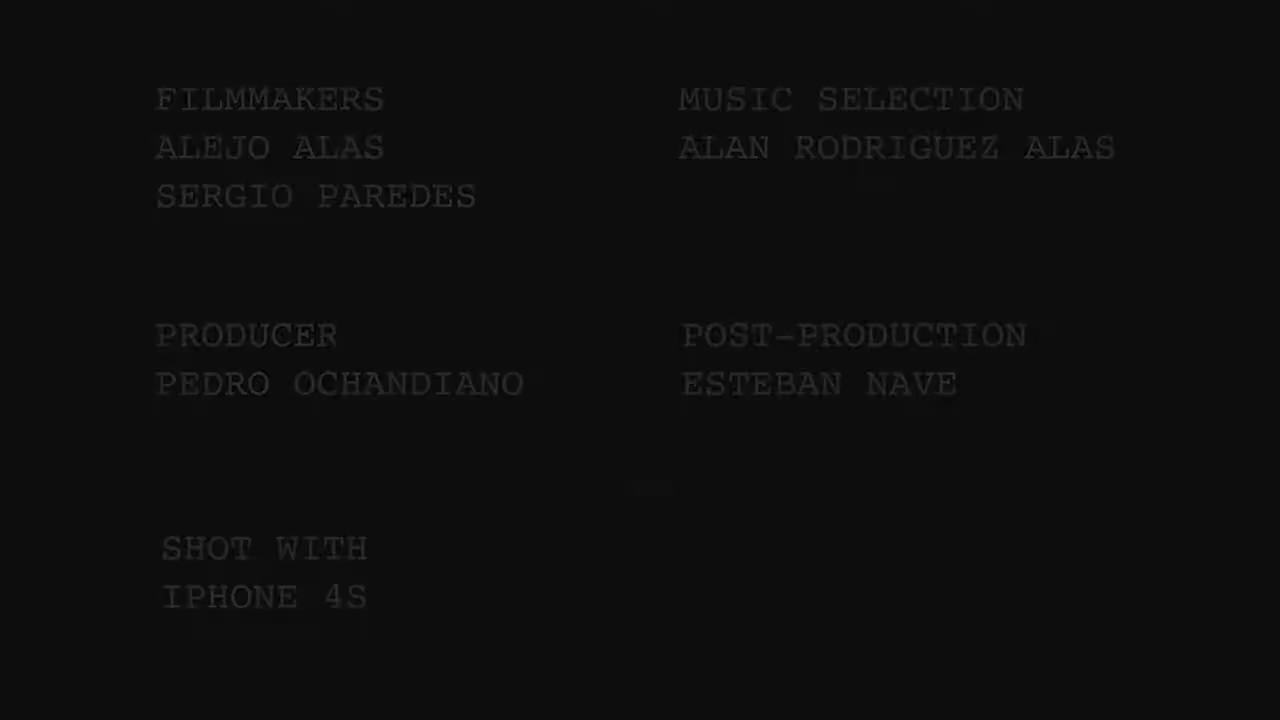 FILMMAKERS
ALEJO ALAS
SERGIO PAREDES
MUSIC SELECTION
ALAN RODRIGUEZ ALAS
PRODUCER
PEDRO OCHANDIANO
POST-PRODUCTION
ESTEBAN NAVE
SHOT WITH
IPHONE 4S